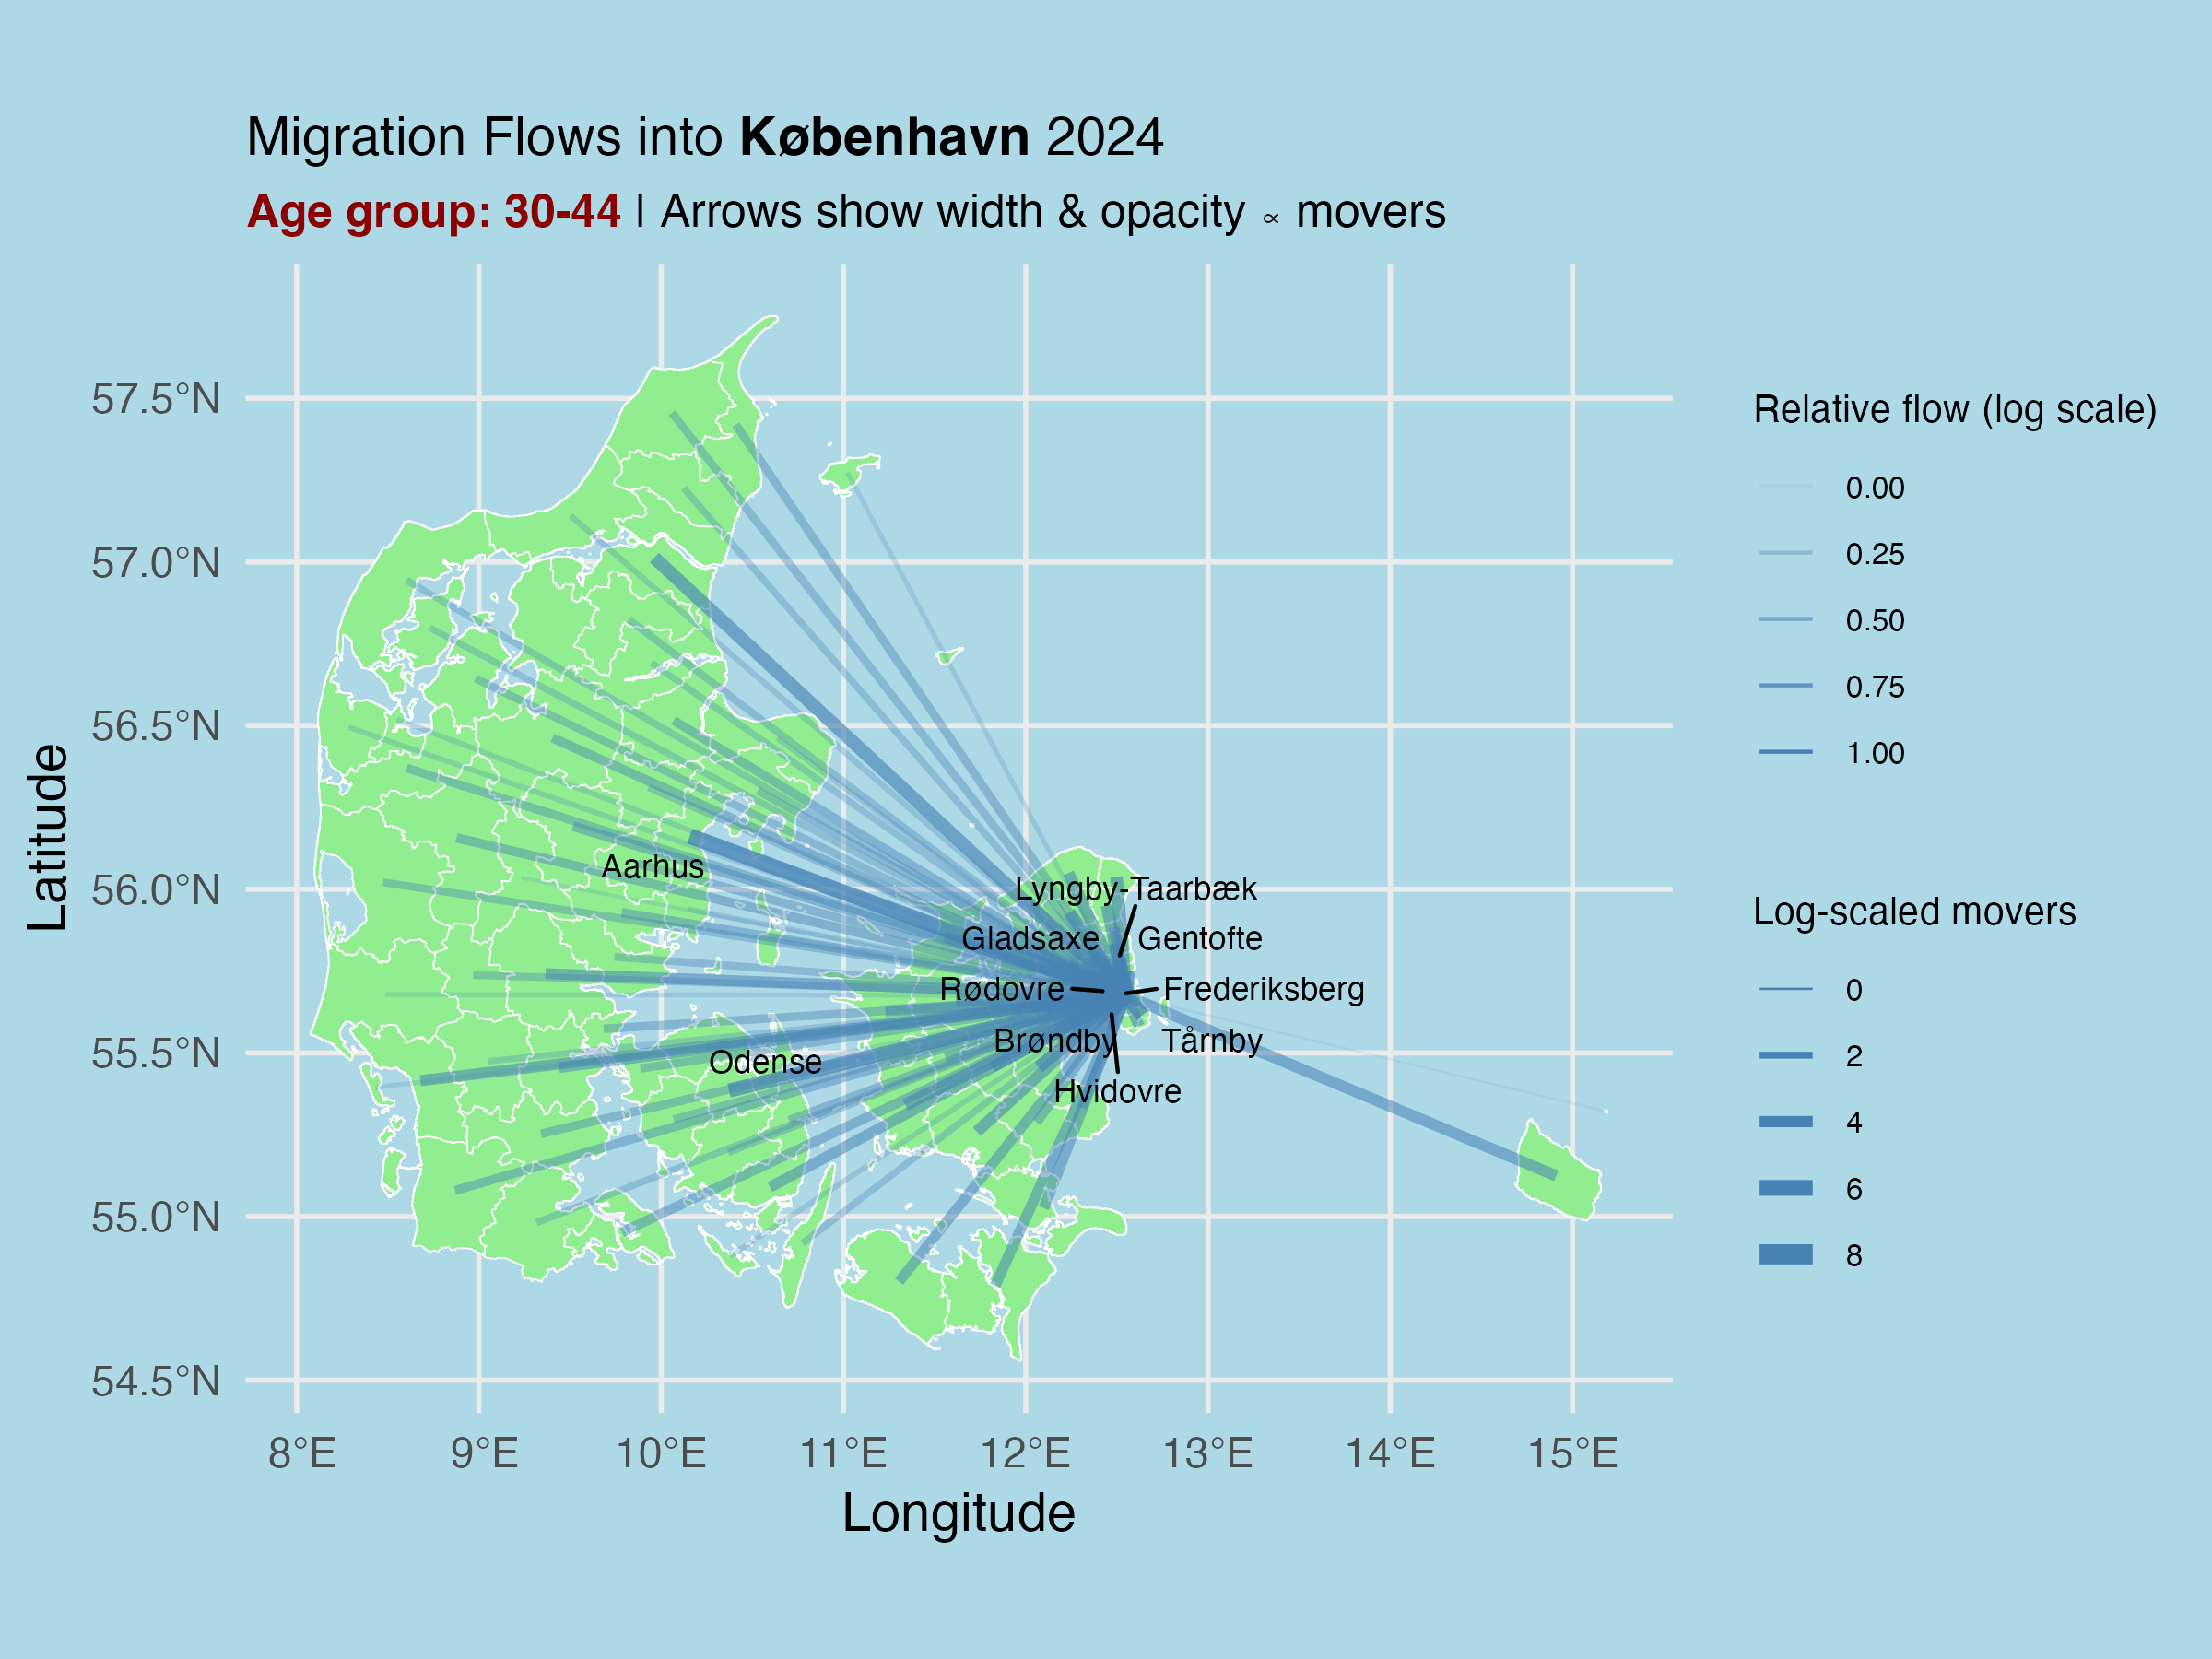 Migration Flows into København 2024
Age group: 30-44 | Arrows show width & opacity ∝ movers
57.5°N
57.0°N
56.5°N
56.0°N
55.5°N
55.0°N
54.5°N
Latitude
Aarhus
Lyngby-Taarbæk
Gladsaxe
Gentofte
Rødovre
Frederiksberg
Brøndby
Tårnby
Odense
Hvidovre
8°E
9°E
10°E
11°E
12°E
13°E
14°E
15°E
Longitude
Relative flow (log scale)
0.00
0.25
0.50
0.75
1.00
Log-scaled movers
0
2
4
6
8